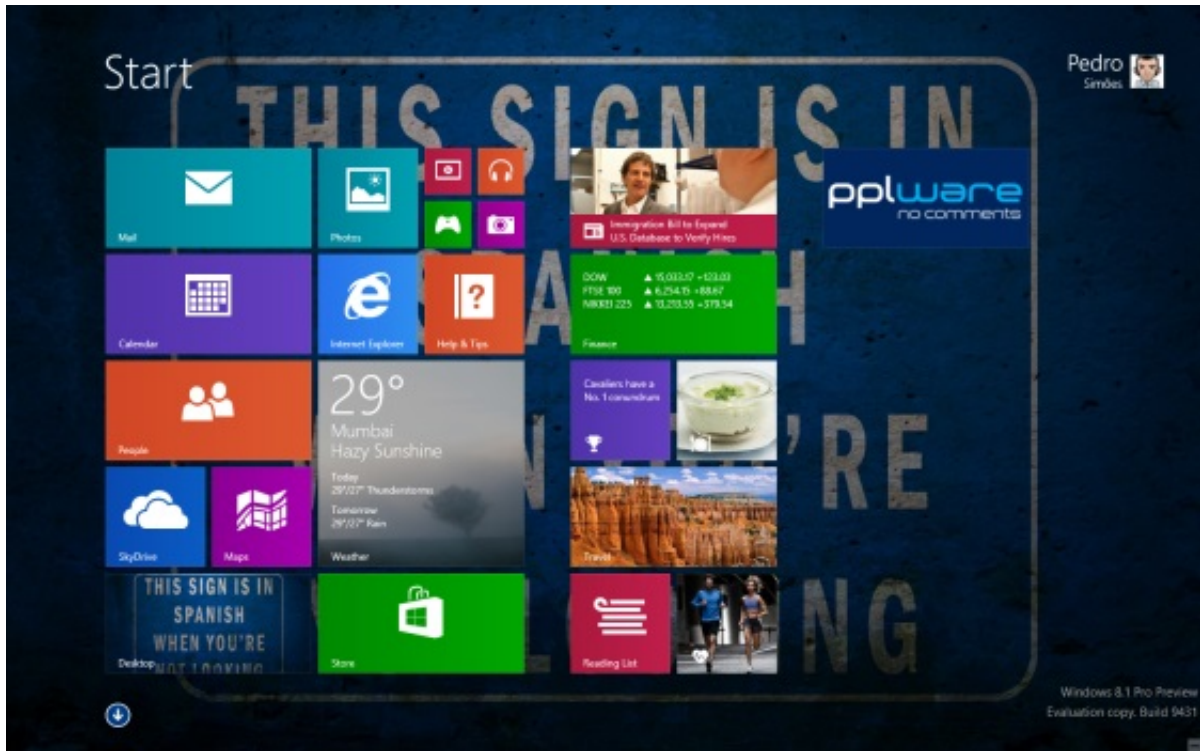 Start
Pedro
Simões
THIS SIGN IS IN
Mail
Photos
Immigration Bill to Expand
U.S. Database to Verify Hires
pplware
no comments
Calendar
Internet Explorer
Help & Tips
DOW ▲ 15,033.17 +123.03
FTSE 100 ▲ 6,254.15 +88.67
NIKKEI 225 ▲ 13,213.55 +379.54
Finance
People
29°
Mumbai
Hazy Sunshine
Today
29°/27° Thunderstorms
Tomorrow
29°/27° Rain
Weather
Cavaliers have a
No. 1 conundrum
SkyDrive
Maps
Travel
THIS SIGN IS IN
SPANISH
WHEN YOU'RE
NOT LOOKING
Desktop
Store
Reading List
Windows 8.1 Pro Preview
Evaluation copy. Build 9431